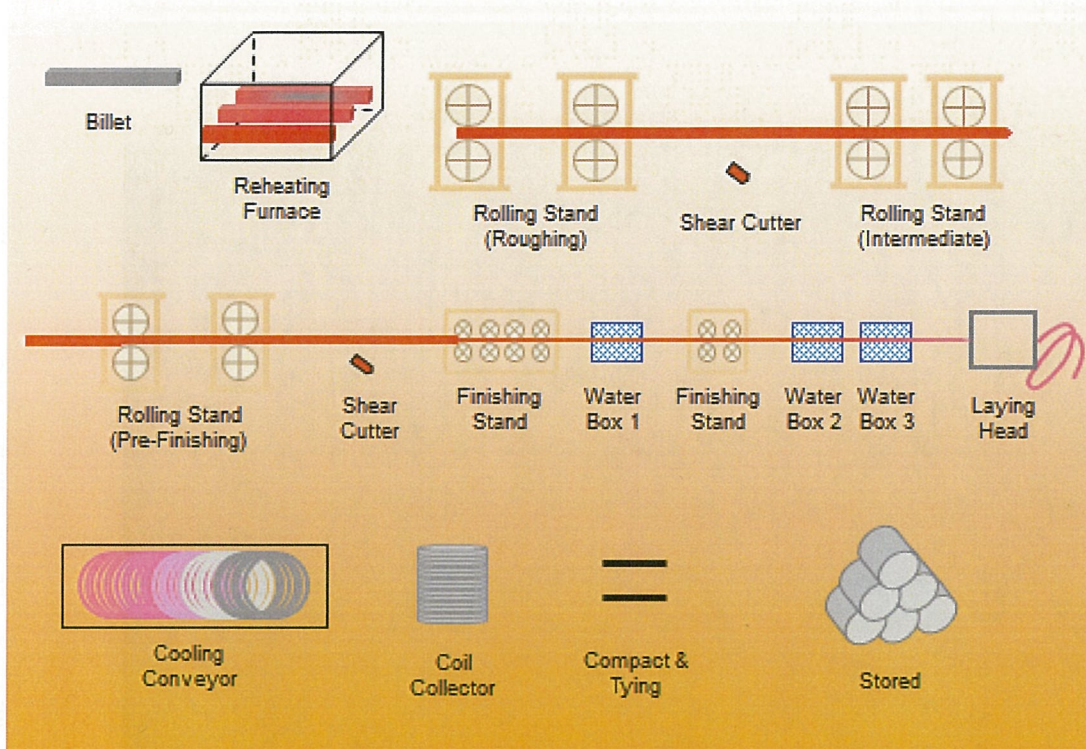 Billet
Reheating
Furnace
Rolling Stand
(Roughing)
Shear Cutter
Rolling Stand
(Intermediate)
Rolling Stand
(Pre-Finishing)
Shear
Cutter
Finishing
Stand
Water
Box 1
Finishing
Stand
Water
Box 2
Water
Box 3
Laying
Head
Cooling
Conveyor
Coil
Collector
Compact &
Tying
Stored